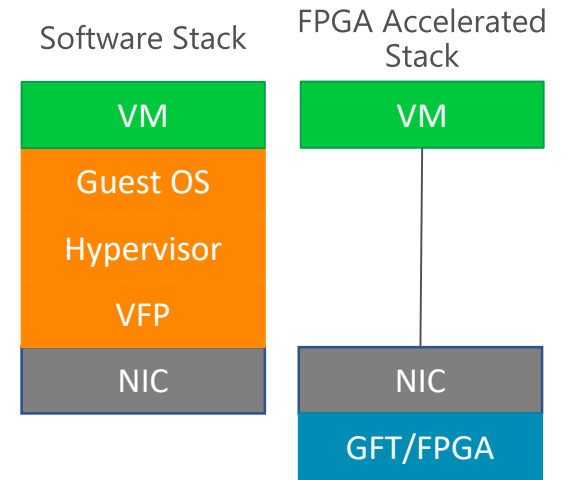 Software Stack
VM
Guest OS
Hypervisor
VFP
NIC
FPGA Accelerated
Stack
VM
NIC
GFT/FPGA